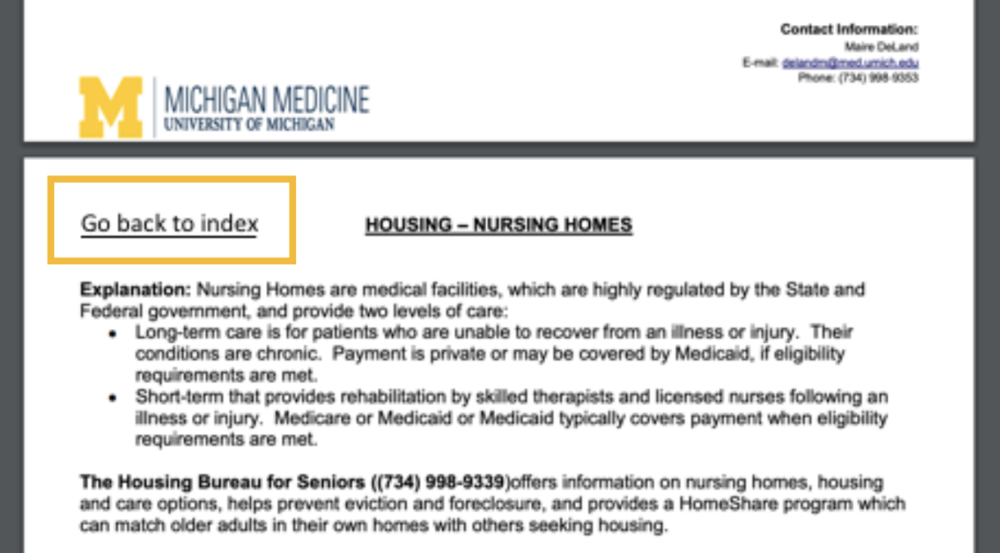 Contact Information:
Maire DeLand
E-mail: delandm@med.umich.edu
Phone: (734) 998-9353
M
MICHIGAN MEDICINE
UNIVERSITY OF MICHIGAN
Go back to index
HOUSING – NURSING HOMES
Explanation: Nursing Homes are medical facilities, which are highly regulated by the State and
Federal government, and provide two levels of care:
• Long-term care is for patients who are unable to recover from an illness or injury.  Their
conditions are chronic.  Payment is private or may be covered by Medicaid, if eligibility
requirements are met.
• Short-term that provides rehabilitation by skilled therapists and licensed nurses following an
illness or injury.  Medicare or Medicaid or Medicaid typically covers payment when eligibility
requirements are met.
The Housing Bureau for Seniors ((734) 998-9339)offers information on nursing homes, housing
and care options, helps prevent eviction and foreclosure, and provides a HomeShare program which
can match older adults in their own homes with others seeking housing.